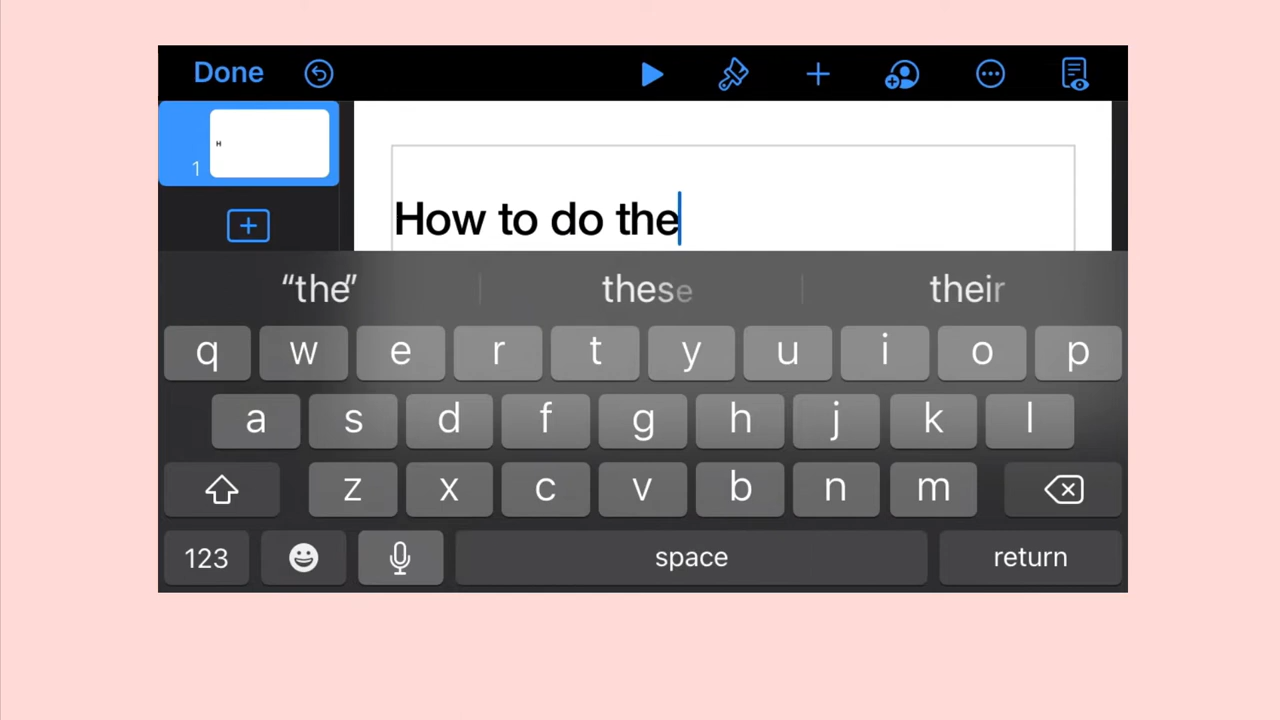 Done
H
1
How to do the
“the” these their
q w e r t y u i o p
a s d f g h j k l
z x c v b n m
123 space return